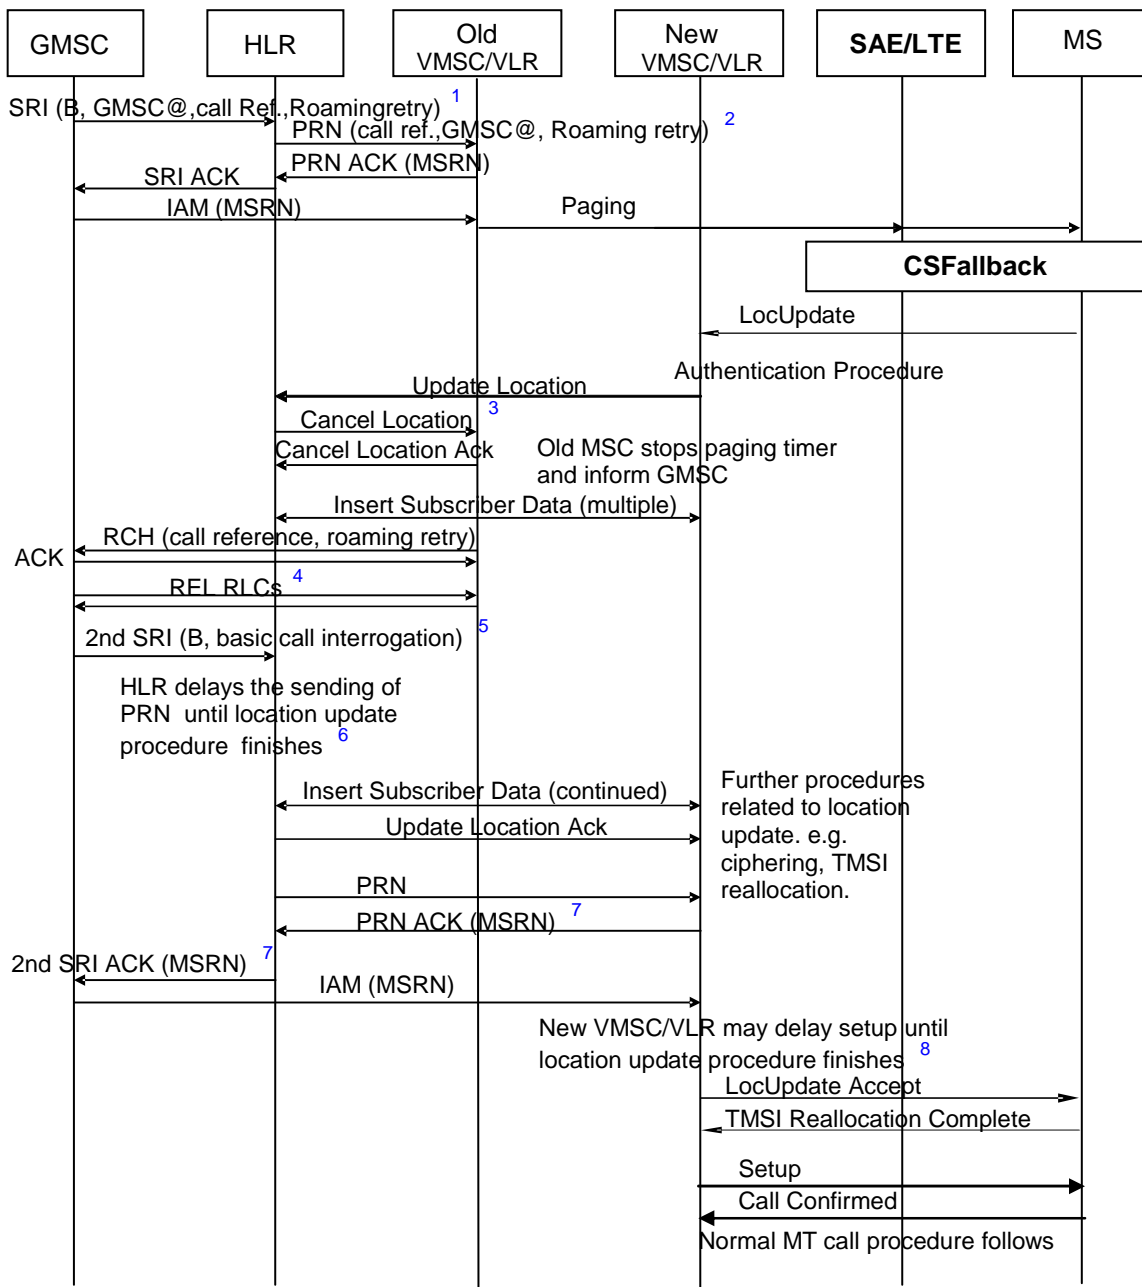 GMSC
HLR
Old
VMSC/VLR
New
VMSC/VLR
SAE/LTE
MS
SRI (B, GMSC@,call Ref.,Roamingretry) 1
PRN (call ref.,GMSC@, Roaming retry) 2
PRN ACK (MSRN)
SRI ACK
IAM (MSRN)
Paging
CSFallback
LocUpdate
Authentication Procedure
Update Location
Cancel Location 3
Cancel Location Ack
Old MSC stops paging timer
and inform GMSC
Insert Subscriber Data (multiple)
RCH (call reference, roaming retry)
ACK
REL RLCs 4
2nd SRI (B, basic call interrogation) 5
HLR delays the sending of
PRN until location update
procedure finishes 6
Insert Subscriber Data (continued)
Update Location Ack
Further procedures
related to location
update. e.g.
ciphering, TMSI
reallocation.
PRN
PRN ACK (MSRN) 7
2nd SRI ACK (MSRN) 7
IAM (MSRN)
New VMSC/VLR may delay setup until
location update procedure finishes 8
LocUpdate Accept
TMSI Reallocation Complete
Setup
Call Confirmed
Normal MT call procedure follows